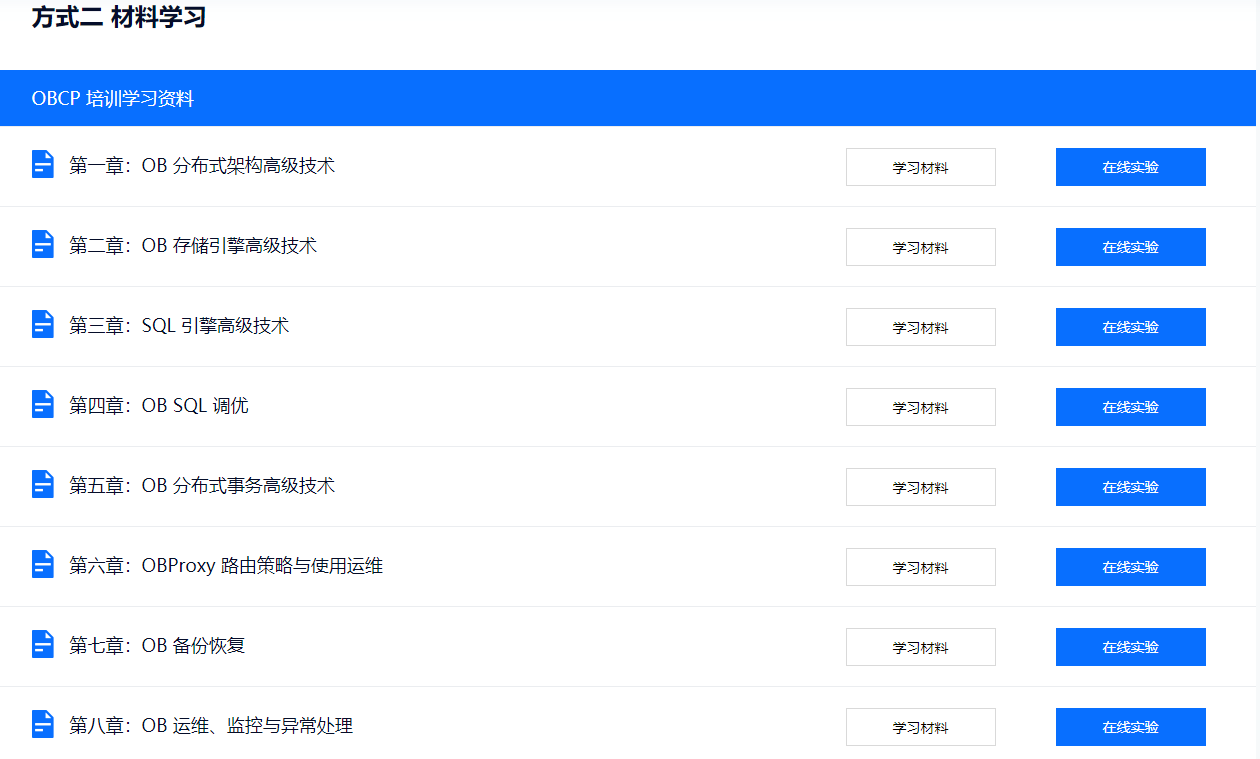 方式二 材料学习
OBCP 培训学习资料
第一章：OB 分布式架构高级技术 学习材料 在线实验
第二章：OB 存储引擎高级技术 学习材料 在线实验
第三章：SQL 引擎高级技术 学习材料 在线实验
第四章：OB SQL 调优 学习材料 在线实验
第五章：OB 分布式事务高级技术 学习材料 在线实验
第六章：OBProxy 路由策略与使用运维 学习材料 在线实验
第七章：OB 备份恢复 学习材料 在线实验
第八章：OB 运维、监控与异常处理 学习材料 在线实验